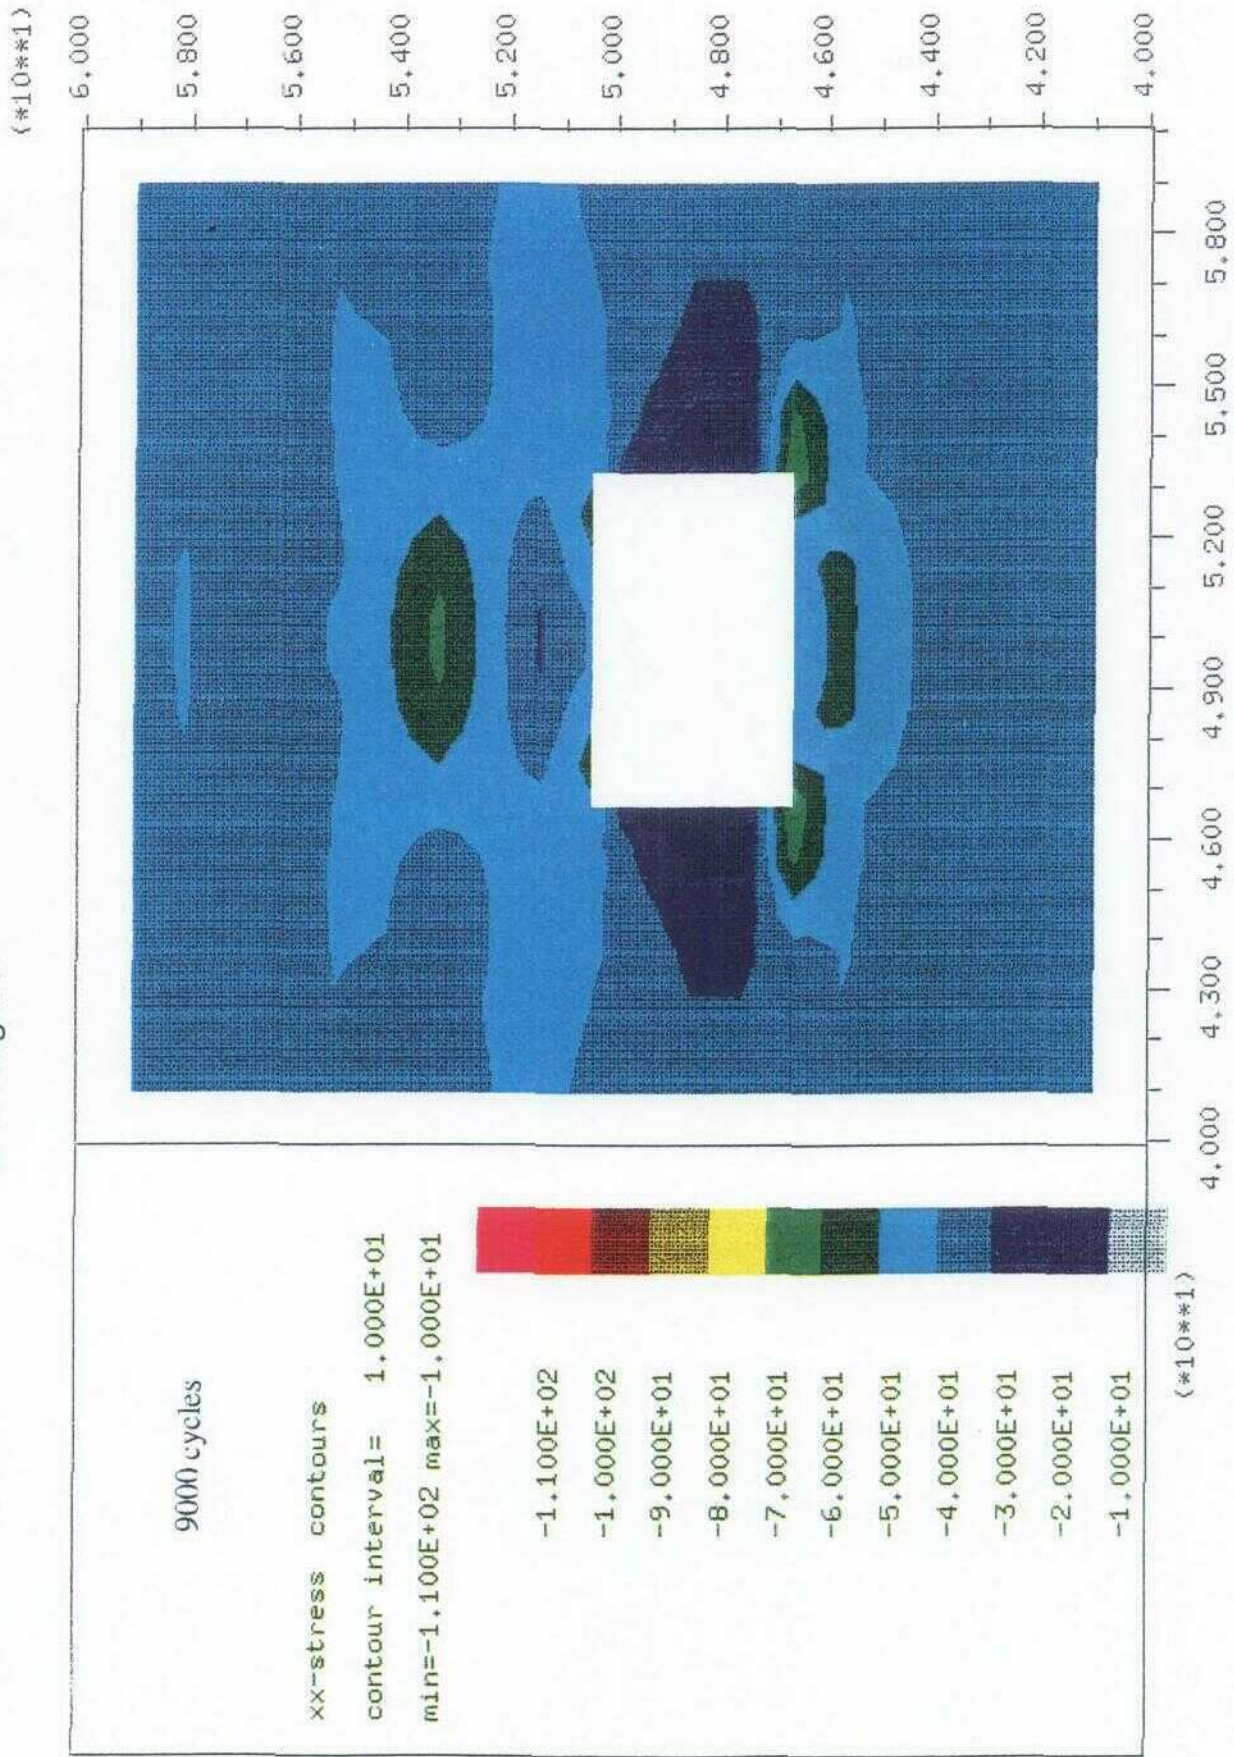 9000 cycles
xx-stress contours
contour interval= 1.000E+01
min=-1.100E+02 max=-1.000E+01
-1.100E+02
-1.000E+02
-9.000E+01
-8.000E+01
-7.000E+01
-6.000E+01
-5.000E+01
-4.000E+01
-3.000E+01
-2.000E+01
-1.000E+01
(*10**1)
6.000
5.800
5.600
5.400
5.200
5.000
4.800
4.600
4.400
4.200
4.000
4.000
4.300
4.600
4.900
5.200
5.500
5.800
(*10**1)